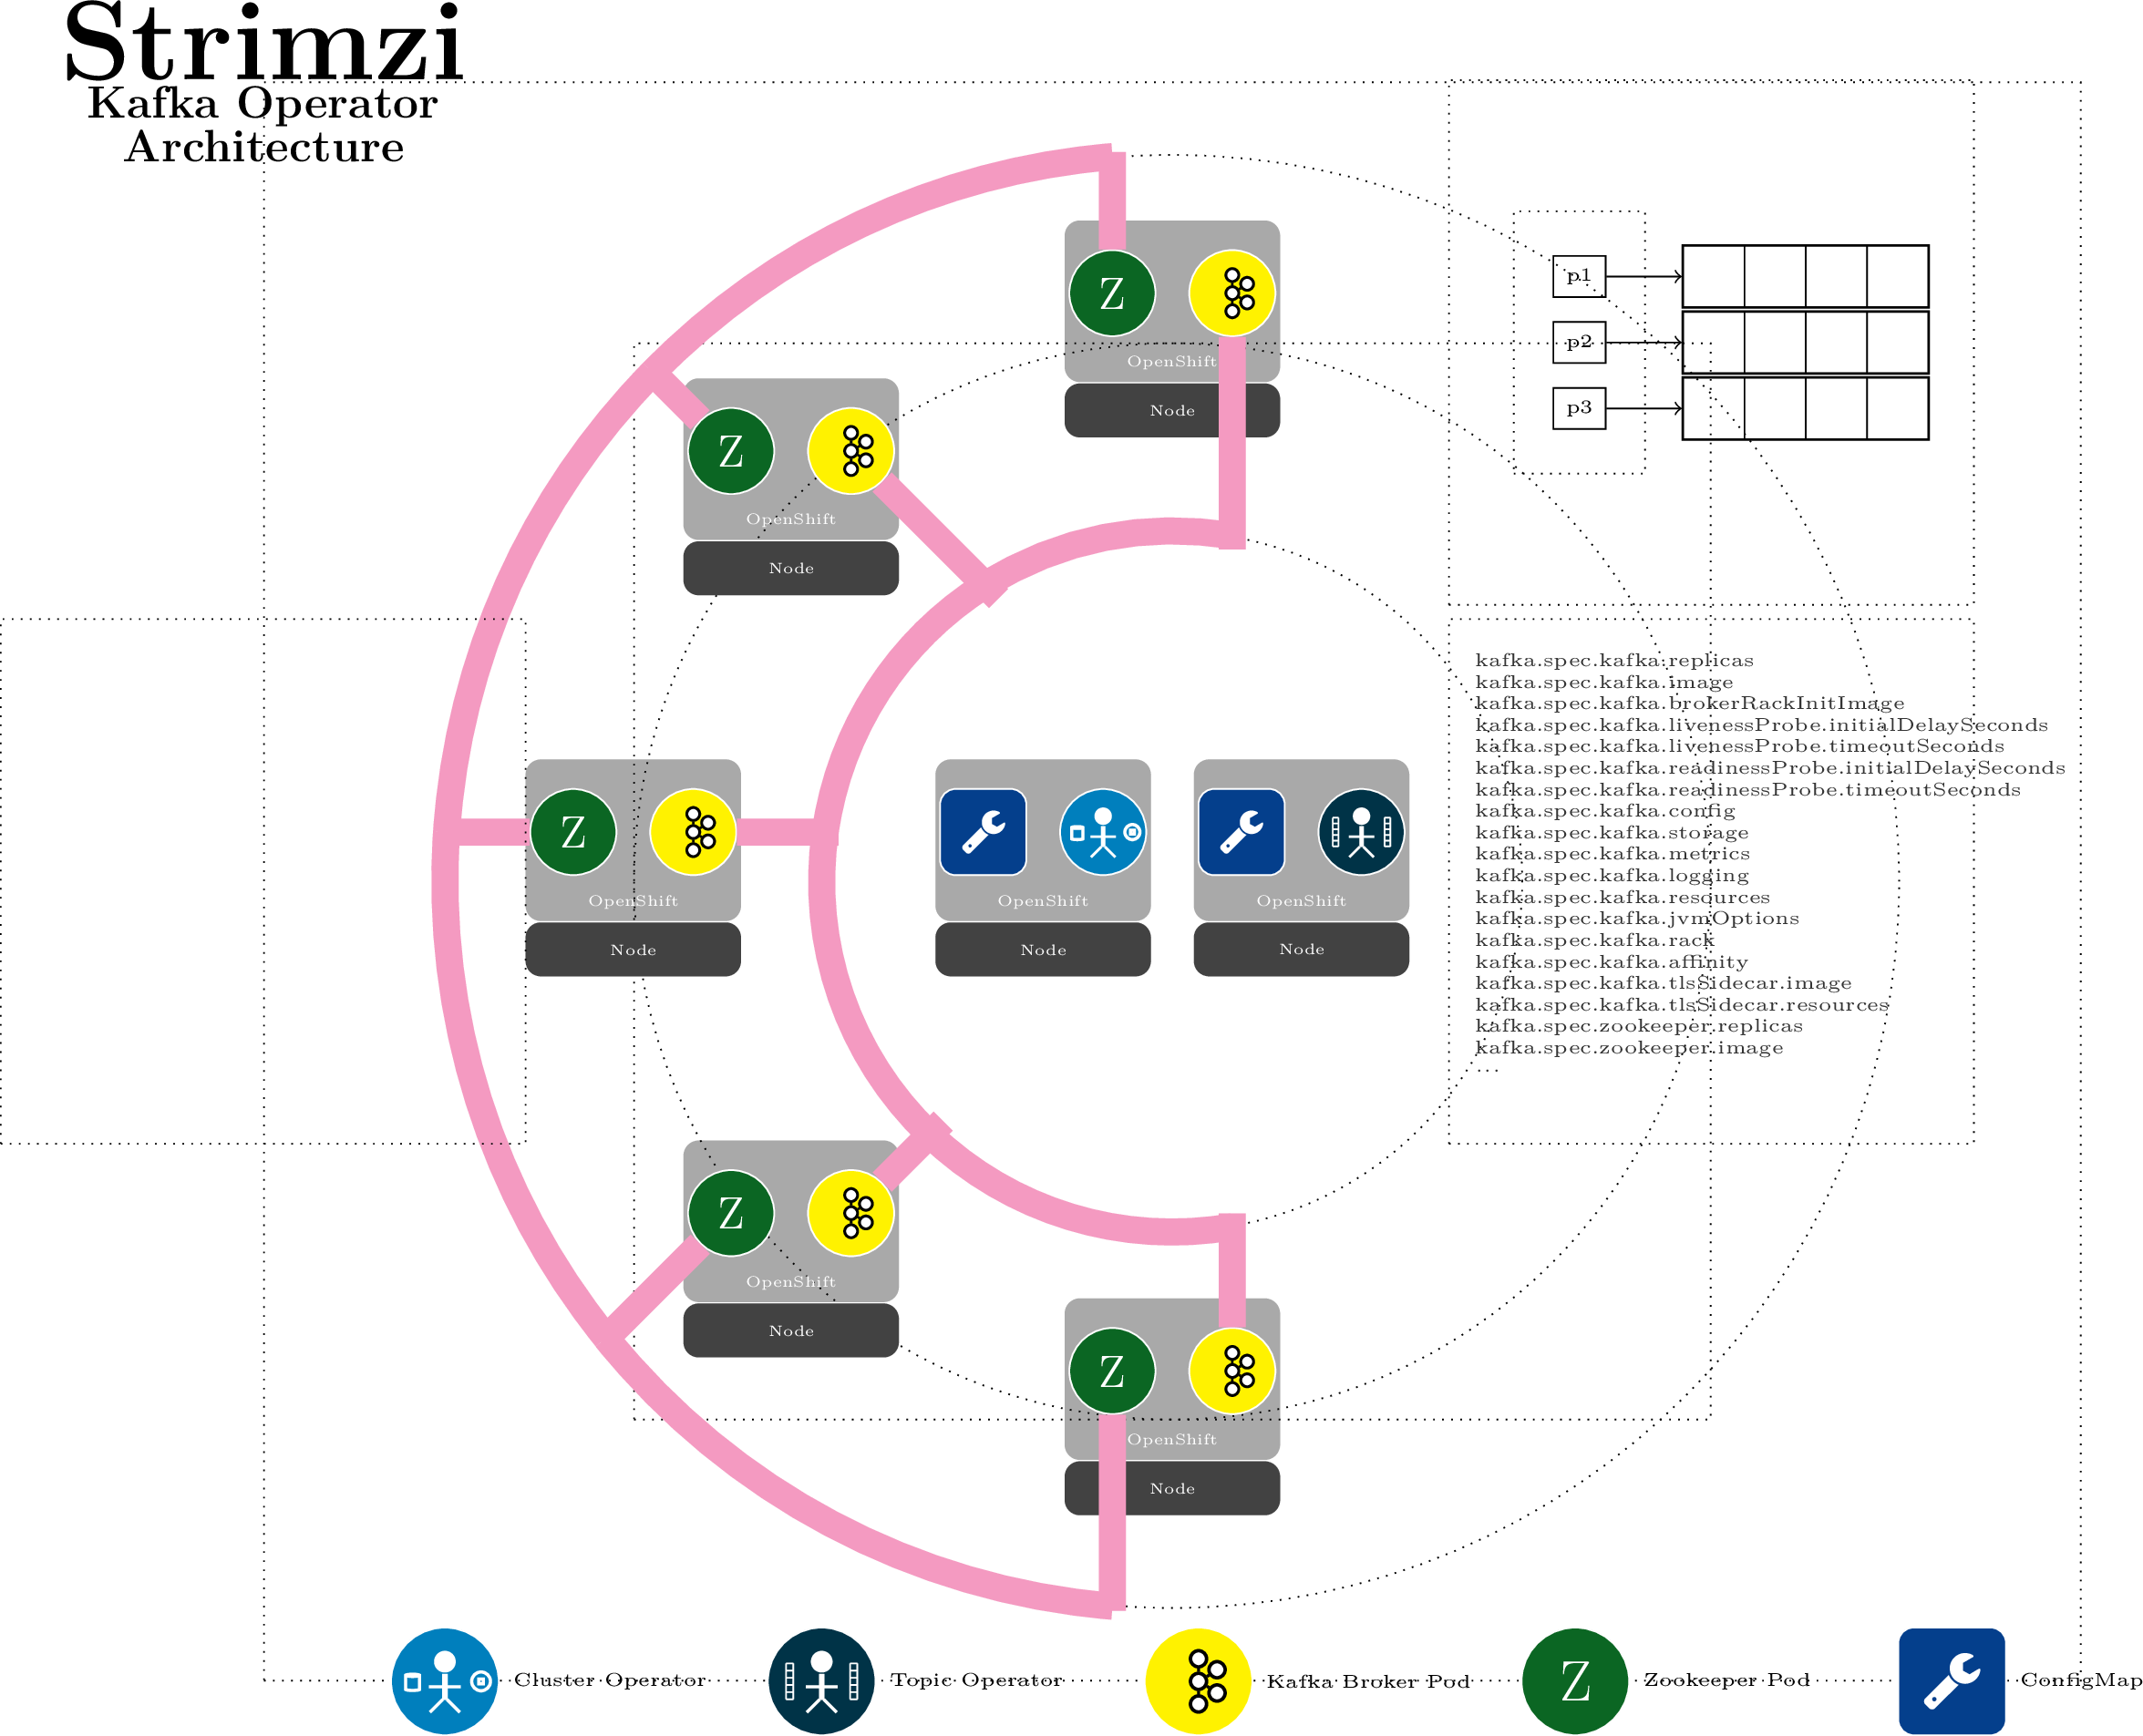 Strimzi
Kafka Operator
Architecture
Z
OpenShift
Node
p1
p2
p3
Z
OpenShift
Node
kafka.spec.kafka.replicas
kafka.spec.kafka.image
kafka.spec.kafka.brokerRackInitImage
kafka.spec.kafka.livenessProbe.initialDelaySeconds
kafka.spec.kafka.livenessProbe.timeoutSeconds
kafka.spec.kafka.readinessProbe.initialDelaySeconds
kafka.spec.kafka.readinessProbe.timeoutSeconds
kafka.spec.kafka.config
kafka.spec.kafka.storage
kafka.spec.kafka.metrics
kafka.spec.kafka.logging
kafka.spec.kafka.resources
kafka.spec.kafka.jvmOptions
kafka.spec.kafka.rack
kafka.spec.kafka.affinity
kafka.spec.kafka.tlsSidecar.image
kafka.spec.kafka.tlsSidecar.resources
kafka.spec.zookeeper.replicas
kafka.spec.zookeeper.image
...
Z
OpenShift
Node
OpenShift
Node
OpenShift
Node
Z
OpenShift
Node
Z
OpenShift
Node
Cluster Operator
Topic Operator
Kafka Broker Pod
Z
Zookeeper Pod
ConfigMap